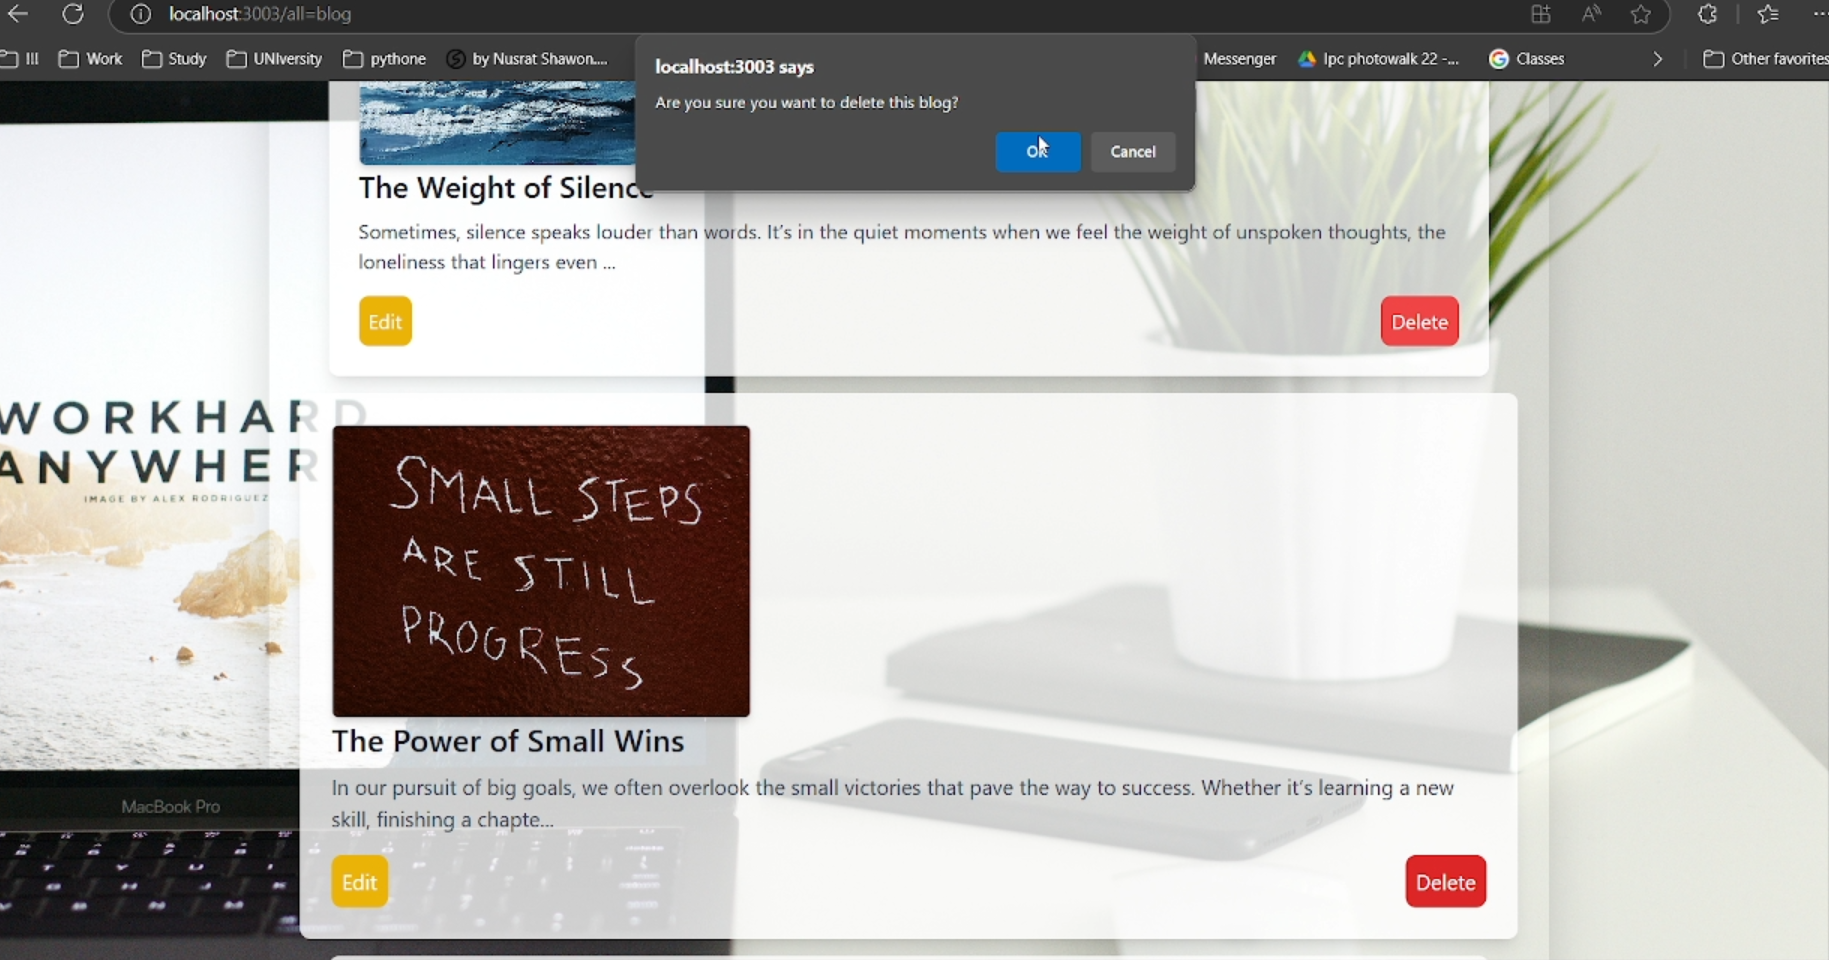 localhost:3003/all=blog
III Work Study UNIversity pythone by Nusrat Shawon.... Messenger lpc photowalk 22 -... Classes Other favorites
localhost:3003 says
Are you sure you want to delete this blog?
OK Cancel
The Weight of Silence
Sometimes, silence speaks louder than words. It's in the quiet moments when we feel the weight of unspoken thoughts, the
loneliness that lingers even ...
Edit Delete
WORKHARD
ANYWHER
IMAGE BY ALEX RODRIGUEZ
SMALL STEPS
ARE STILL
PROGRESS
The Power of Small Wins
In our pursuit of big goals, we often overlook the small victories that pave the way to success. Whether it's learning a new
skill, finishing a chapte...
MacBook Pro
Edit Delete